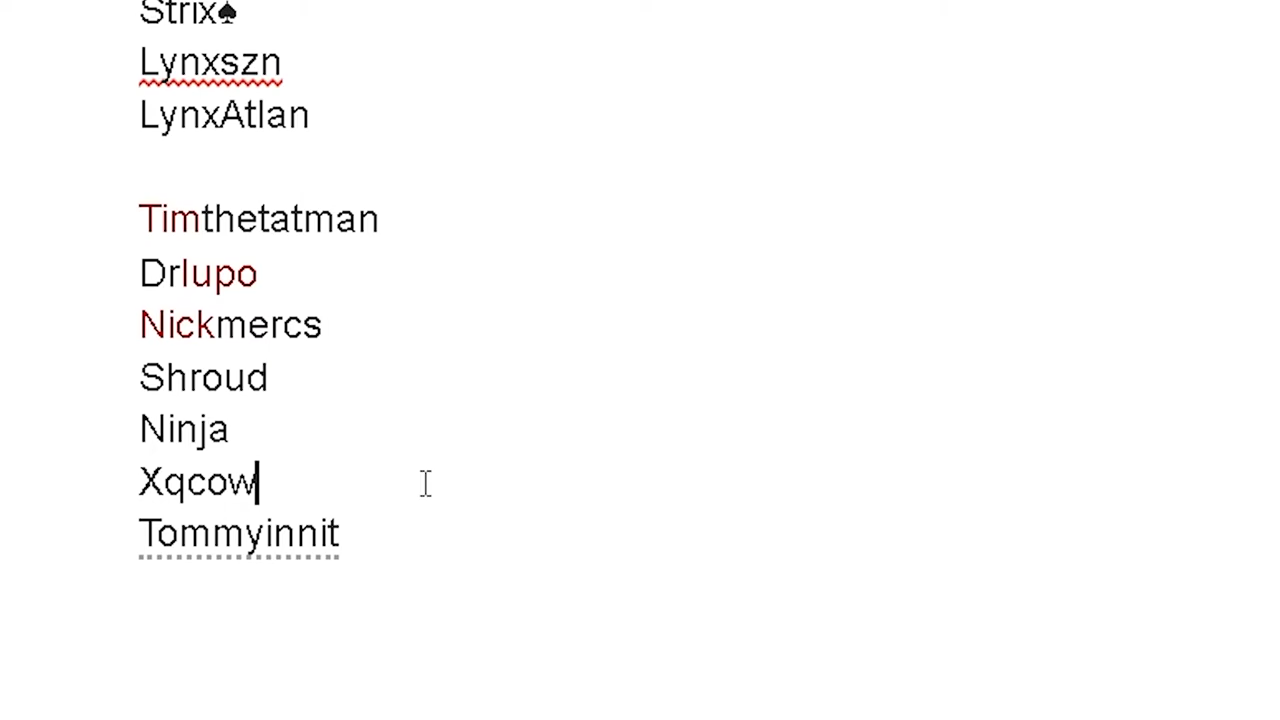 Strix♠
Lynxszn
LynxAtlan
Timthetatman
Drlupo
Nickmercs
Shroud
Ninja
Xqcow
Tommyinnit